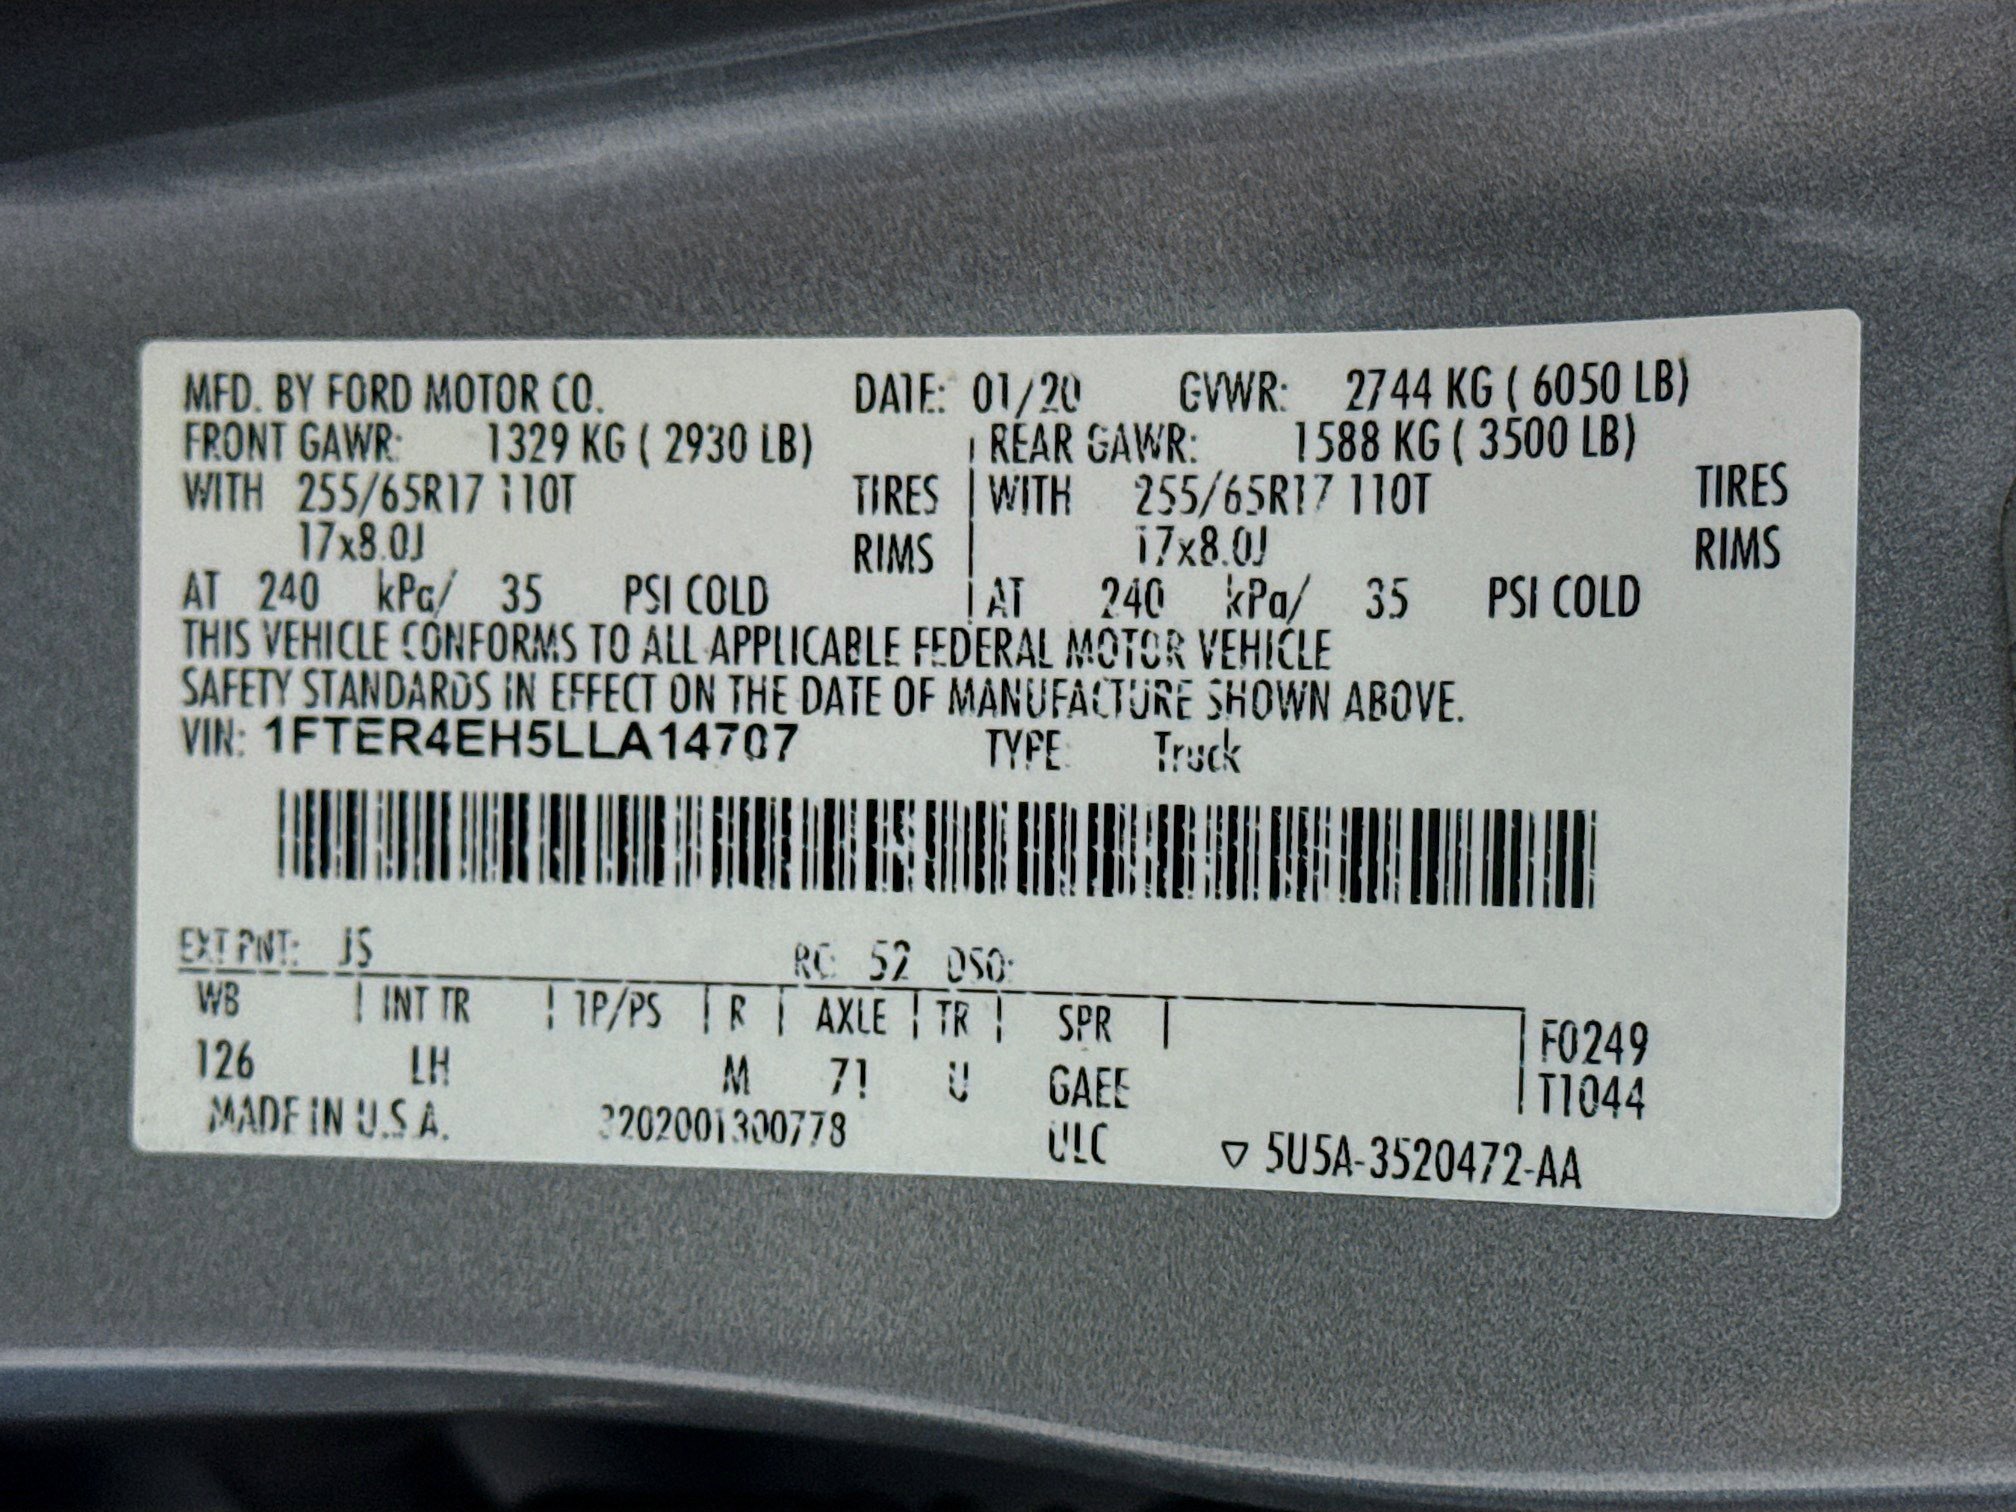 MFD. BY FORD MOTOR CO. DATE: 01/20 GVWR: 2744 KG ( 6050 LB)
FRONT GAWR: 1329 KG ( 2930 LB) | REAR GAWR: 1588 KG ( 3500 LB)
WITH 255/65R17 110T TIRES | WITH 255/65R17 110T TIRES
17x8.0J RIMS | 17x8.0J RIMS
AT 240 kPa/ 35 PSI COLD | AT 240 kPa/ 35 PSI COLD
THIS VEHICLE CONFORMS TO ALL APPLICABLE FEDERAL MOTOR VEHICLE
SAFETY STANDARDS IN EFFECT ON THE DATE OF MANUFACTURE SHOWN ABOVE.
VIN: 1FTER4EH5LLA14707 TYPE: Truck
EXT PNT: JS RC: 52 DSO:
WB | INT TR | TP/PS | R | AXLE | TR | SPR | F0249
126 LH M 71 U GAEE T1044
MADE IN U.S.A. 3202001300778 ULC ▽ 5U5A-3520472-AA